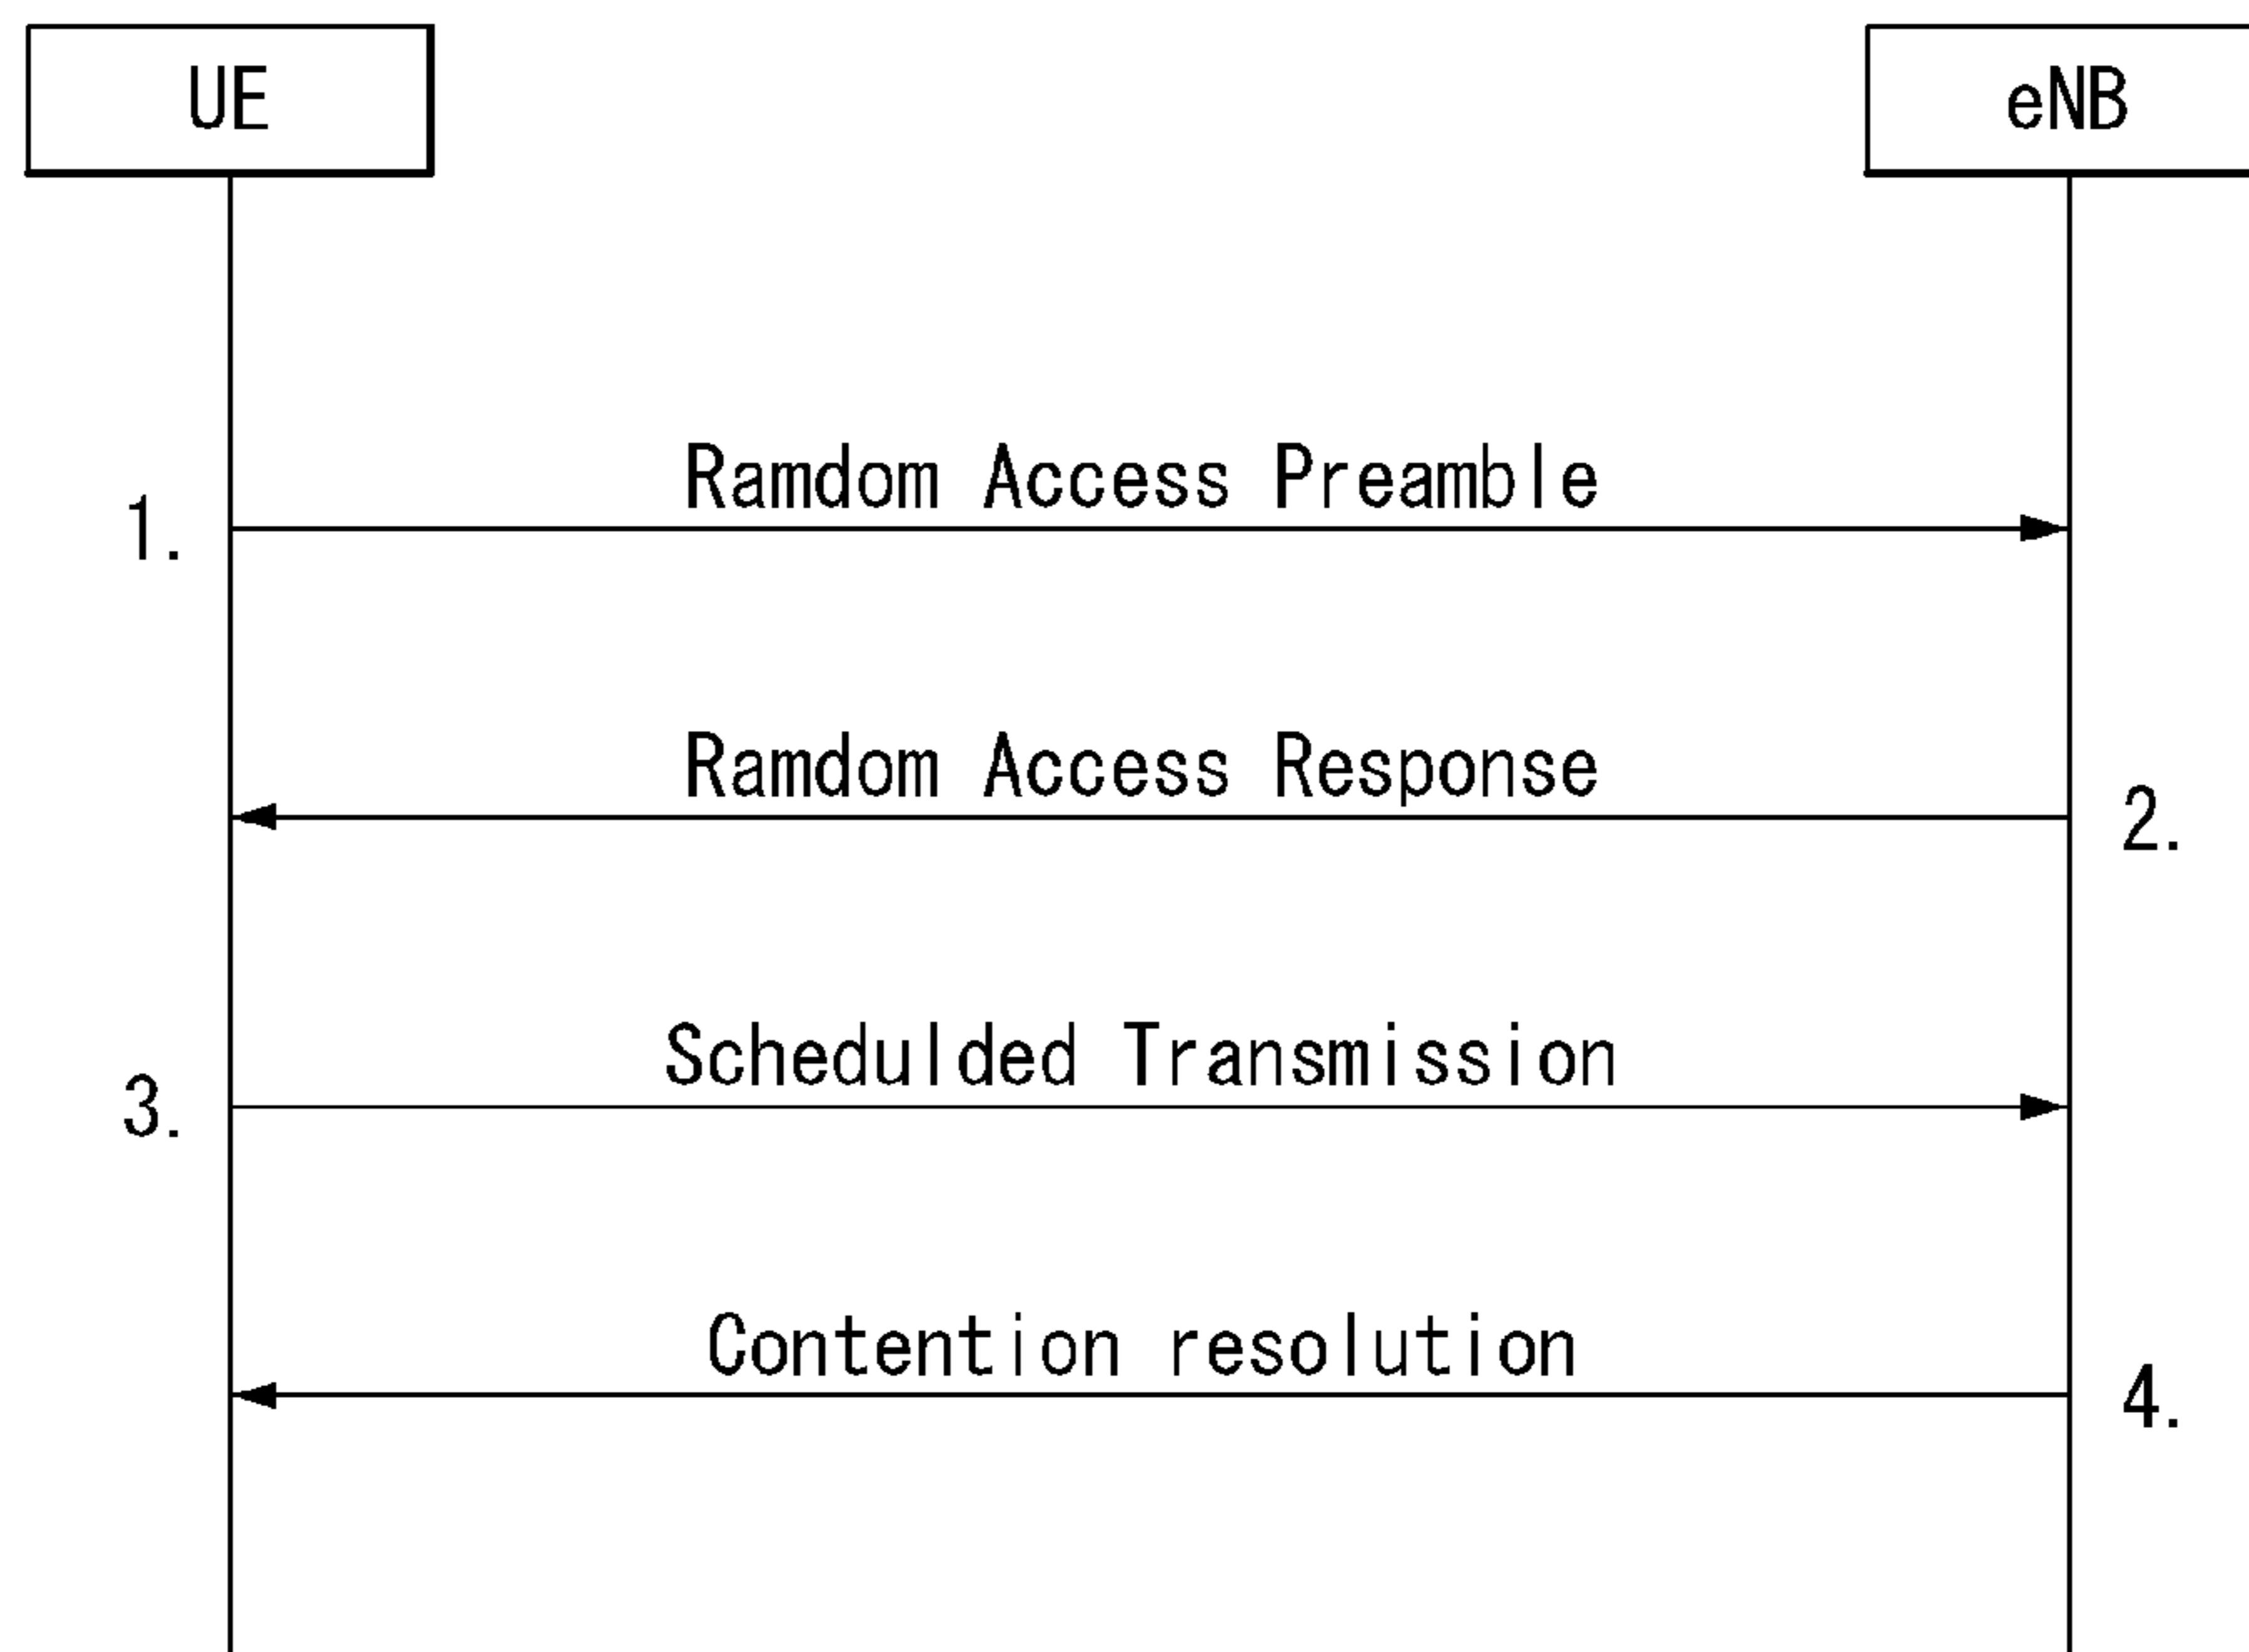 UE
eNB
Ramdom Access Preamble
1.
Ramdom Access Response
2.
Schedulded Transmission
3.
Contention resolution
4.